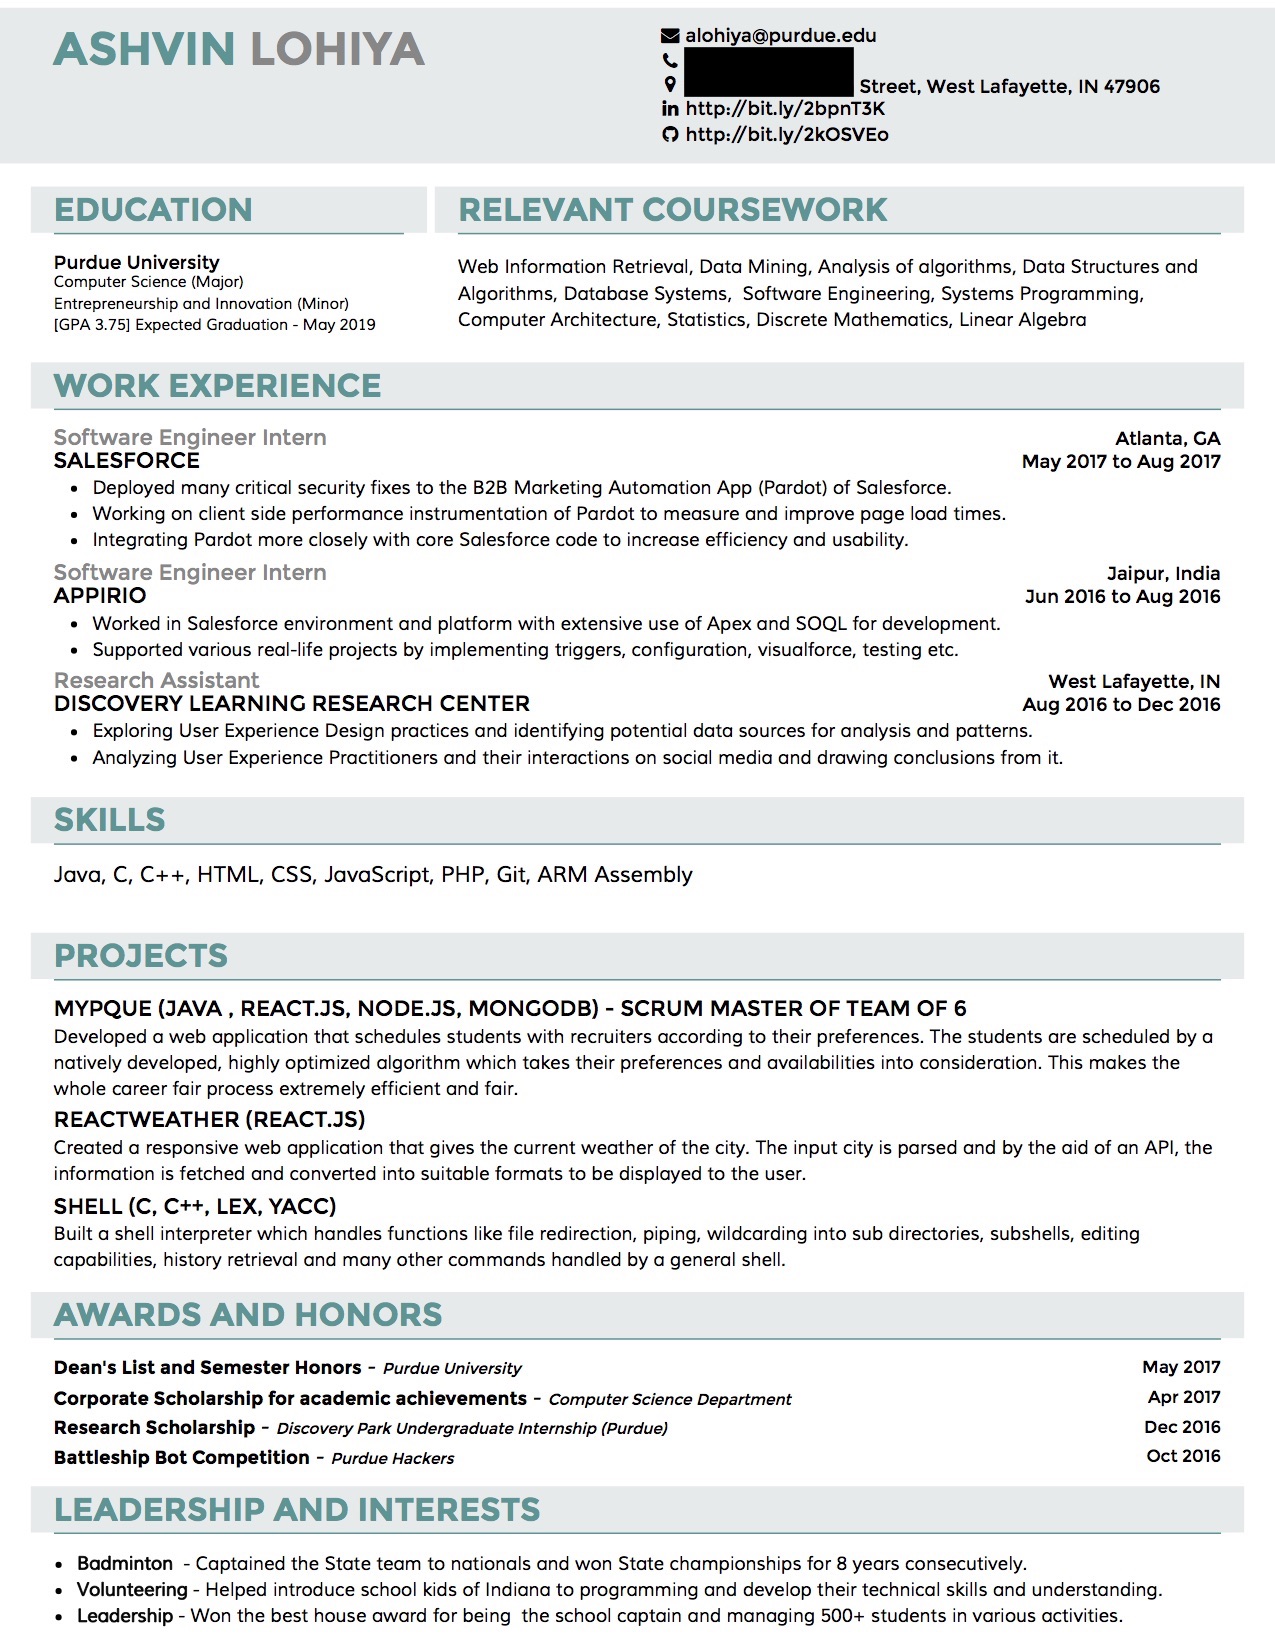 ASHVIN LOHIYA
alohiya@purdue.edu
Street, West Lafayette, IN 47906
http://bit.ly/2bpnT3K
http://bit.ly/2kOSVEo
EDUCATION
Purdue University
Computer Science (Major)
Entrepreneurship and Innovation (Minor)
[GPA 3.75] Expected Graduation - May 2019
RELEVANT COURSEWORK
Web Information Retrieval, Data Mining, Analysis of algorithms, Data Structures and
Algorithms, Database Systems,  Software Engineering, Systems Programming,
Computer Architecture, Statistics, Discrete Mathematics, Linear Algebra
WORK EXPERIENCE
Software Engineer Intern Atlanta, GA
SALESFORCE May 2017 to Aug 2017
• Deployed many critical security fixes to the B2B Marketing Automation App (Pardot) of Salesforce.
• Working on client side performance instrumentation of Pardot to measure and improve page load times.
• Integrating Pardot more closely with core Salesforce code to increase efficiency and usability.
Software Engineer Intern Jaipur, India
APPIRIO Jun 2016 to Aug 2016
• Worked in Salesforce environment and platform with extensive use of Apex and SOQL for development.
• Supported various real-life projects by implementing triggers, configuration, visualforce, testing etc.
Research Assistant West Lafayette, IN
DISCOVERY LEARNING RESEARCH CENTER Aug 2016 to Dec 2016
• Exploring User Experience Design practices and identifying potential data sources for analysis and patterns.
• Analyzing User Experience Practitioners and their interactions on social media and drawing conclusions from it.
SKILLS
Java, C, C++, HTML, CSS, JavaScript, PHP, Git, ARM Assembly
PROJECTS
MYPQUE (JAVA , REACT.JS, NODE.JS, MONGODB) - SCRUM MASTER OF TEAM OF 6
Developed a web application that schedules students with recruiters according to their preferences. The students are scheduled by a
natively developed, highly optimized algorithm which takes their preferences and availabilities into consideration. This makes the
whole career fair process extremely efficient and fair.
REACTWEATHER (REACT.JS)
Created a responsive web application that gives the current weather of the city. The input city is parsed and by the aid of an API, the
information is fetched and converted into suitable formats to be displayed to the user.
SHELL (C, C++, LEX, YACC)
Built a shell interpreter which handles functions like file redirection, piping, wildcarding into sub directories, subshells, editing
capabilities, history retrieval and many other commands handled by a general shell.
AWARDS AND HONORS
Dean's List and Semester Honors - Purdue University May 2017
Corporate Scholarship for academic achievements - Computer Science Department Apr 2017
Research Scholarship - Discovery Park Undergraduate Internship (Purdue) Dec 2016
Battleship Bot Competition - Purdue Hackers Oct 2016
LEADERSHIP AND INTERESTS
• Badminton  - Captained the State team to nationals and won State championships for 8 years consecutively.
• Volunteering - Helped introduce school kids of Indiana to programming and develop their technical skills and understanding.
• Leadership - Won the best house award for being  the school captain and managing 500+ students in various activities.